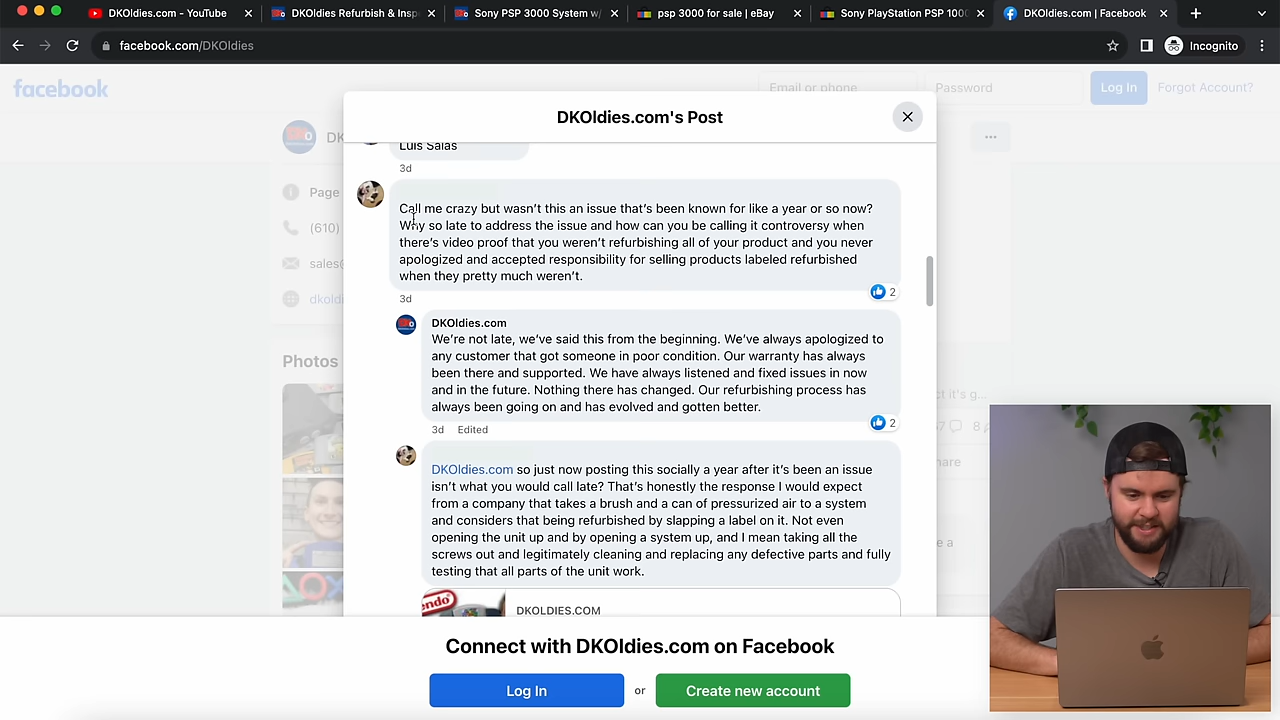 DKOldies.com - YouTube
DKOldies Refurbish & Insp
Sony PSP 3000 System w/
psp 3000 for sale | eBay
Sony PlayStation PSP 100
DKOldies.com | Facebook
facebook.com/DKOldies
Incognito
facebook
Email or phone
Password
Log In
Forgot Account?
DKOldies.com's Post
DK
Page
(610)
sales@
dkoldi
Photos
Luis Salas
3d
Call me crazy but wasn't this an issue that's been known for like a year or so now?
Why so late to address the issue and how can you be calling it controversy when
there's video proof that you weren't refurbishing all of your product and you never
apologized and accepted responsibility for selling products labeled refurbished
when they pretty much weren't.
2
3d
DKOldies.com
We're not late, we've said this from the beginning. We've always apologized to
any customer that got someone in poor condition. Our warranty has always
been there and supported. We have always listened and fixed issues in now
and in the future. Nothing there has changed. Our refurbishing process has
always been going on and has evolved and gotten better.
2
3d Edited
DKOldies.com so just now posting this socially a year after it's been an issue
isn't what you would call late? That's honestly the response I would expect
from a company that takes a brush and a can of pressurized air to a system
and considers that being refurbished by slapping a label on it. Not even
opening the unit up and by opening a system up, and I mean taking all the
screws out and legitimately cleaning and replacing any defective parts and fully
testing that all parts of the unit work.
endo
DKOLDIES.COM
ct it's g...
57
8
hare
e a
Connect with DKOldies.com on Facebook
Log In
or
Create new account